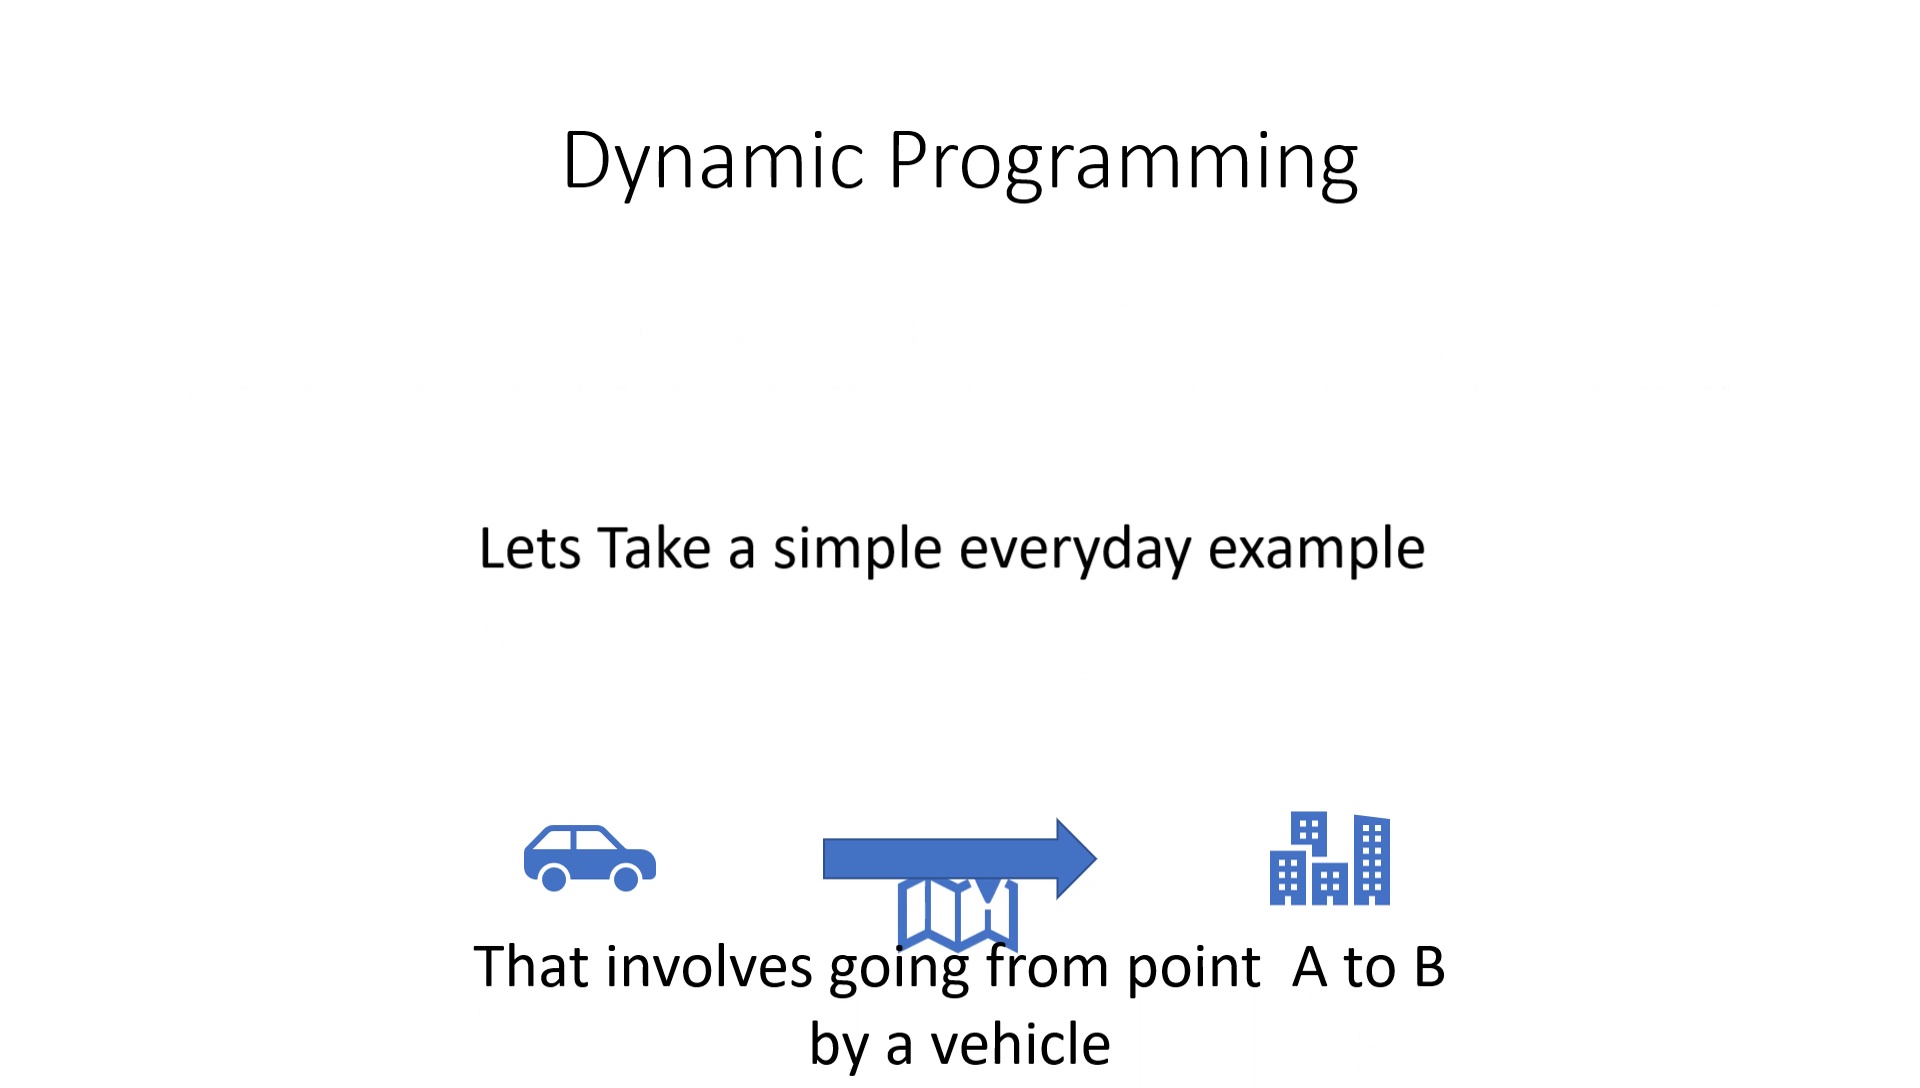 Dynamic Programming
Lets Take a simple everyday example
That involves going from point  A to B
by a vehicle